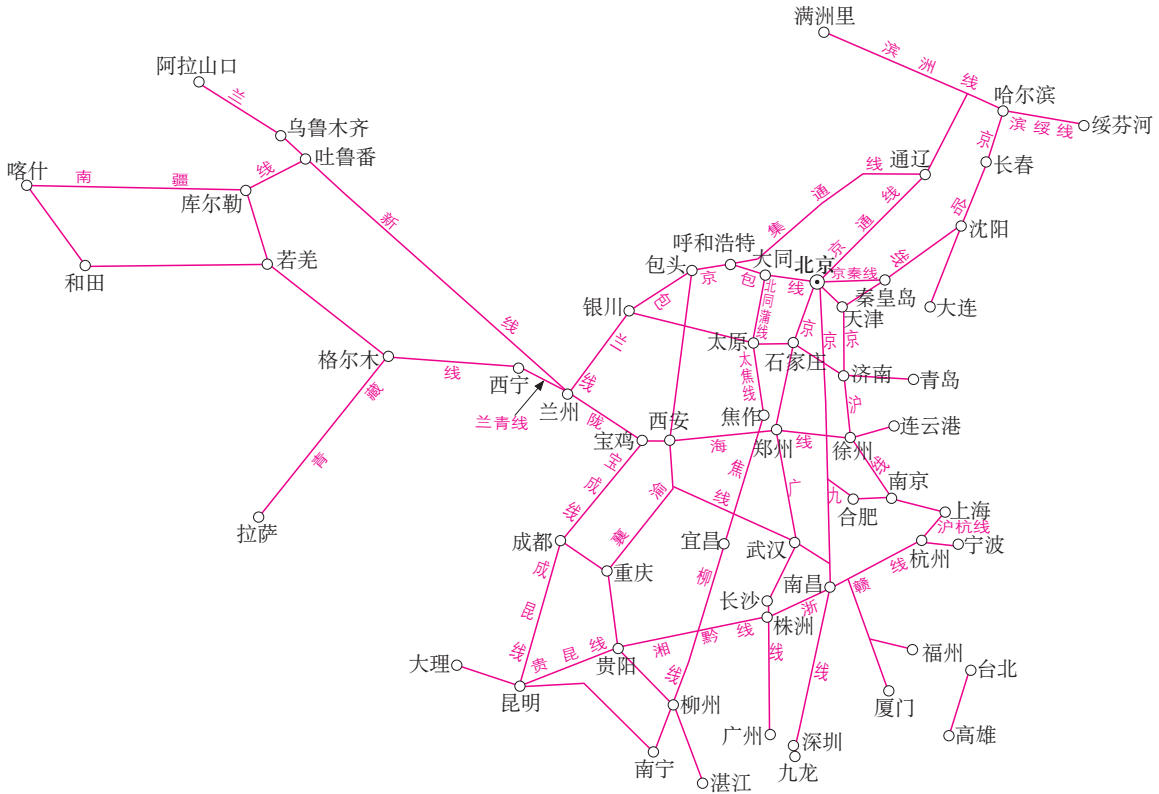 满洲里
滨洲线
阿拉山口
哈尔滨
兰
滨绥线
绥芬河
乌鲁木齐
京
吐鲁番
线
通辽
长春
喀什
南疆线
库尔勒
通
线
哈
新
集
通
沈阳
呼和浩特
京
若羌
包头
大同
北京
线
和田
京包线
京秦线
秦皇岛
包
北同蒲线
天津
大连
银川
线
兰
太原
京
京
京
石家庄
格尔木
线
西宁
线
太焦线
济南
青岛
藏
兰州
沪
兰青线
陇
西安
焦作
连云港
宝鸡
海
线
郑州
徐州
青
宝成线
焦
线
渝
线
广
九
南京
合肥
拉萨
上海
沪杭线
成都
襄
宜昌
武汉
杭州
宁波
成
重庆
柳
南昌
赣
线
昆
长沙
浙
株洲
线
贵昆线
湘黔线
线
福州
大理
贵阳
线
线
台北
昆明
柳州
厦门
广州
深圳
高雄
南宁
九龙
湛江